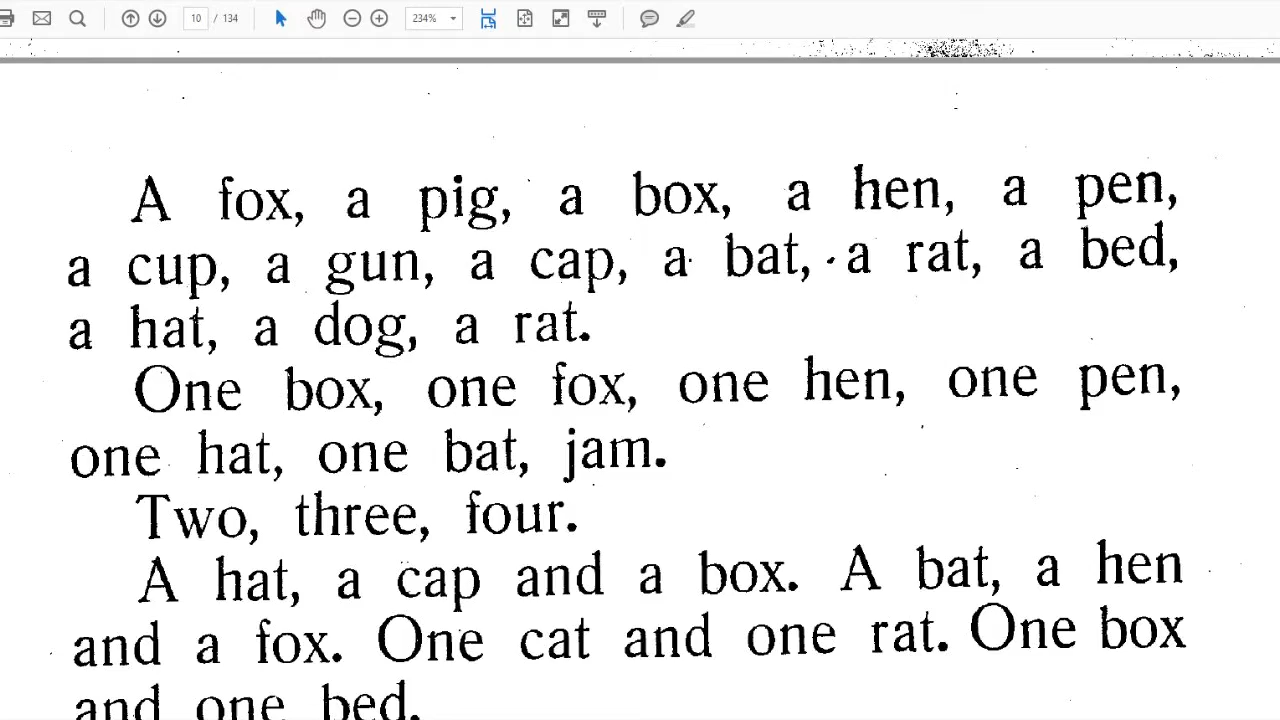 10 / 134 234%
A fox, a pig, a box, a hen, a pen,
a cup, a gun, a cap, a bat, a rat, a bed,
a hat, a dog, a rat.
One box, one fox, one hen, one pen,
one hat, one bat, jam.
Two, three, four.
A hat, a cap and a box. A bat, a hen
and a fox. One cat and one rat. One box
and one bed.